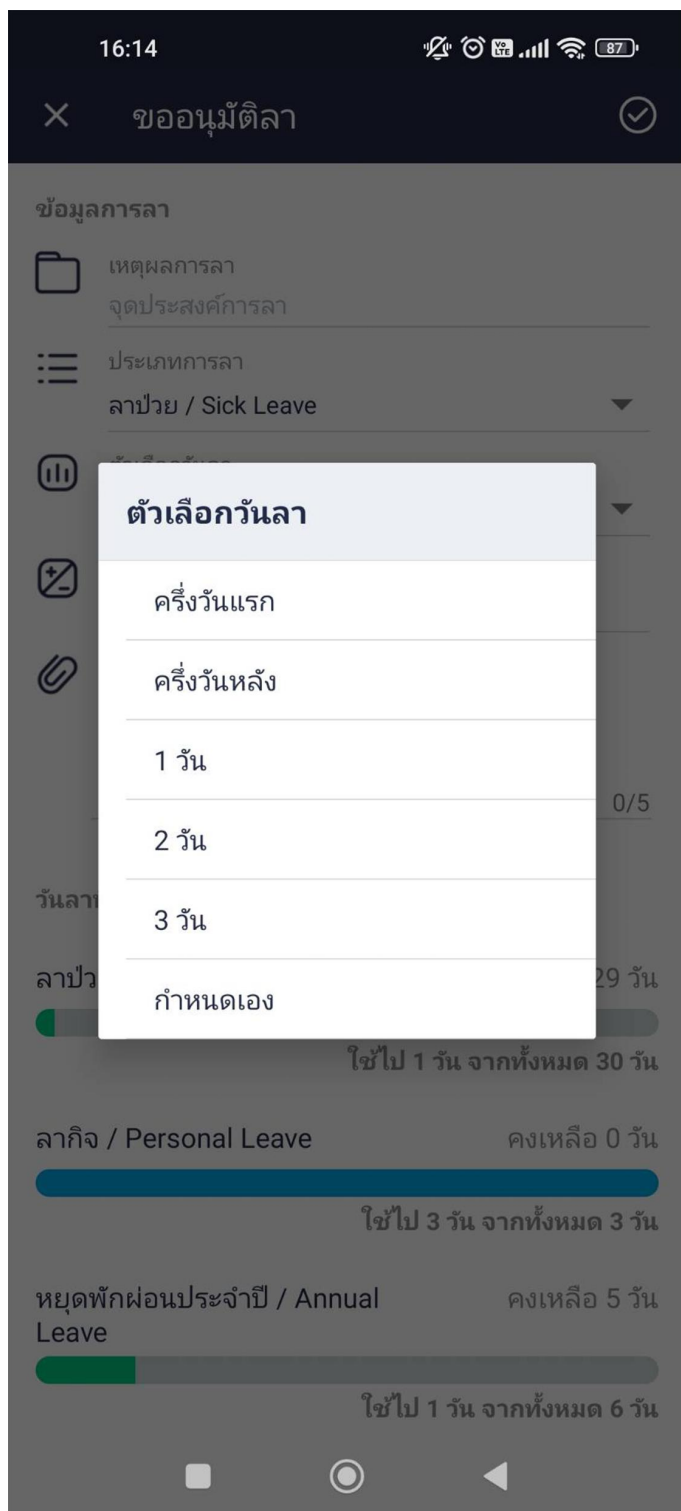 16:14
Vo LTE
87
ขออนุมัติลา
ข้อมูลการลา
เหตุผลการลา
จุดประสงค์การลา
ประเภทการลา
ลาป่วย / Sick Leave
ตัวเลือกวันลา
ครึ่งวันแรก
ครึ่งวันหลัง
1 วัน
0/5
2 วัน
3 วัน
กำหนดเอง
29 วัน
ใช้ไป 1 วัน จากทั้งหมด 30 วัน
ลากิจ / Personal Leave
คงเหลือ 0 วัน
ใช้ไป 3 วัน จากทั้งหมด 3 วัน
หยุดพักผ่อนประจำปี / Annual
Leave
คงเหลือ 5 วัน
ใช้ไป 1 วัน จากทั้งหมด 6 วัน